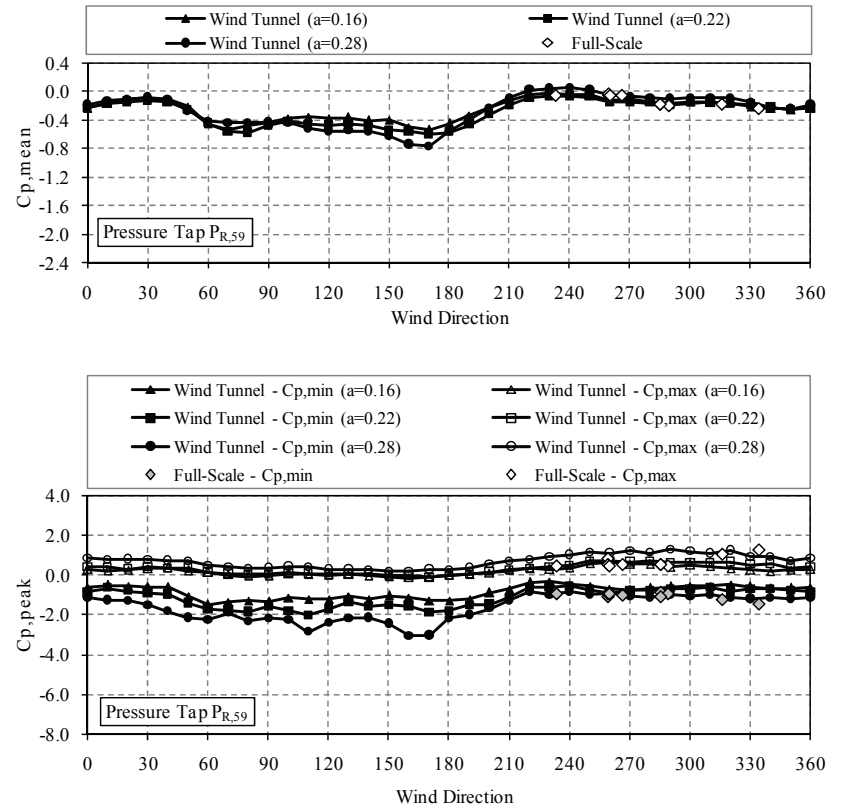 Wind Tunnel (a=0.16) Wind Tunnel (a=0.22)
Wind Tunnel (a=0.28) Full-Scale
0.4
0.0
-0.4
-0.8
-1.2
-1.6
-2.0
-2.4
Cp,mean
Pressure Tap PR,59
0 30 60 90 120 150 180 210 240 270 300 330 360
Wind Direction
Wind Tunnel - Cp,min (a=0.16) Wind Tunnel - Cp,max (a=0.16)
Wind Tunnel - Cp,min (a=0.22) Wind Tunnel - Cp,max (a=0.22)
Wind Tunnel - Cp,min (a=0.28) Wind Tunnel - Cp,max (a=0.28)
Full-Scale - Cp,min Full-Scale - Cp,max
4.0
2.0
0.0
-2.0
-4.0
-6.0
-8.0
Cp,peak
Pressure Tap PR,59
0 30 60 90 120 150 180 210 240 270 300 330 360
Wind Direction